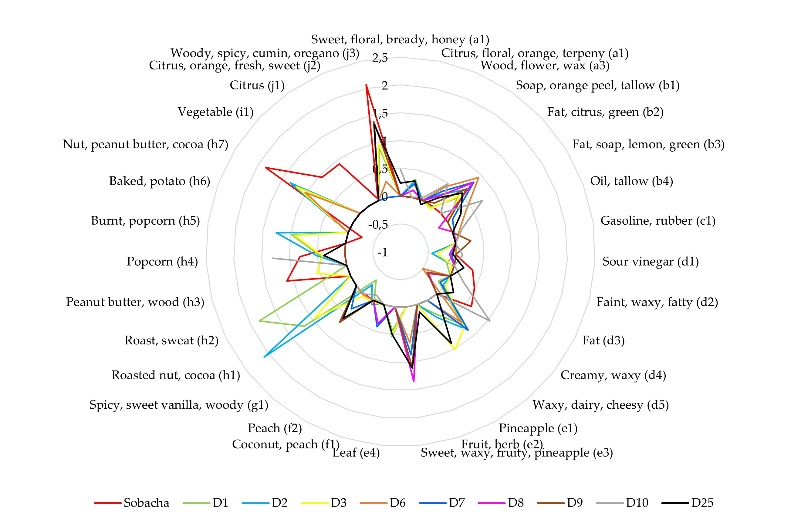 Sweet, floral, bready, honey (a1)
Woody, spicy, cumin, oregano (j3)
Citrus, floral, orange, terpeny (a1)
Citrus, orange, fresh, sweet (j2)
Wood, flower, wax (a3)
Citrus (j1)
Soap, orange peel, tallow (b1)
Vegetable (i1)
Fat, citrus, green (b2)
Nut, peanut butter, cocoa (h7)
Fat, soap, lemon, green (b3)
Baked, potato (h6)
Oil, tallow (b4)
Burnt, popcorn (h5)
Gasoline, rubber (c1)
Popcorn (h4)
Sour vinegar (d1)
Peanut butter, wood (h3)
Faint, waxy, fatty (d2)
Roast, sweat (h2)
Fat (d3)
Roasted nut, cocoa (h1)
Creamy, waxy (d4)
Spicy, sweet vanilla, woody (g1)
Waxy, dairy, cheesy (d5)
Peach (f2)
Pineapple (e1)
Coconut, peach (f1)
Fruit, herb (e2)
Leaf (e4)
Sweet, waxy, fruity, pineapple (e3)
2,5
2
1,5
1
0,5
0
-0,5
-1
Sobacha D1 D2 D3 D6 D7 D8 D9 D10 D25